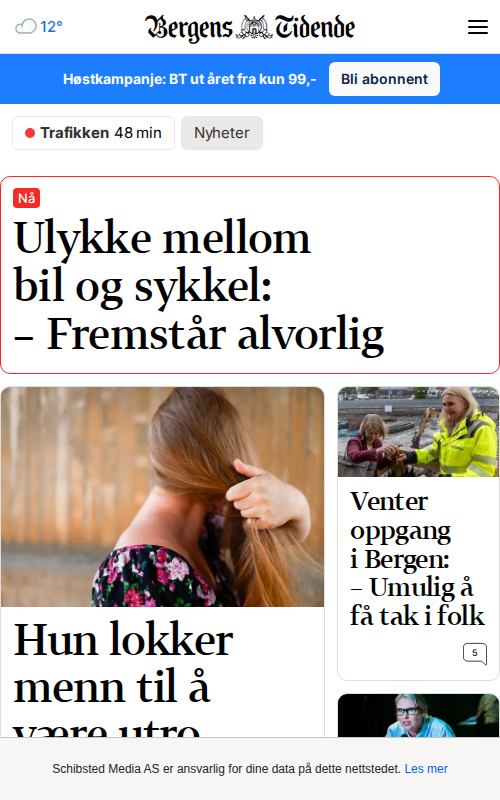 12°
Bergens Tidende
Høstkampanje: BT ut året fra kun 99,-
Bli abonnent
Trafikken 48 min
Nyheter
Nå
Ulykke mellom
bil og sykkel:
– Fremstår alvorlig
Venter
oppgang
i Bergen:
– Umulig å
få tak i folk
5
Hun lokker
menn til å
være utro
Schibsted Media AS er ansvarlig for dine data på dette nettstedet. Les mer